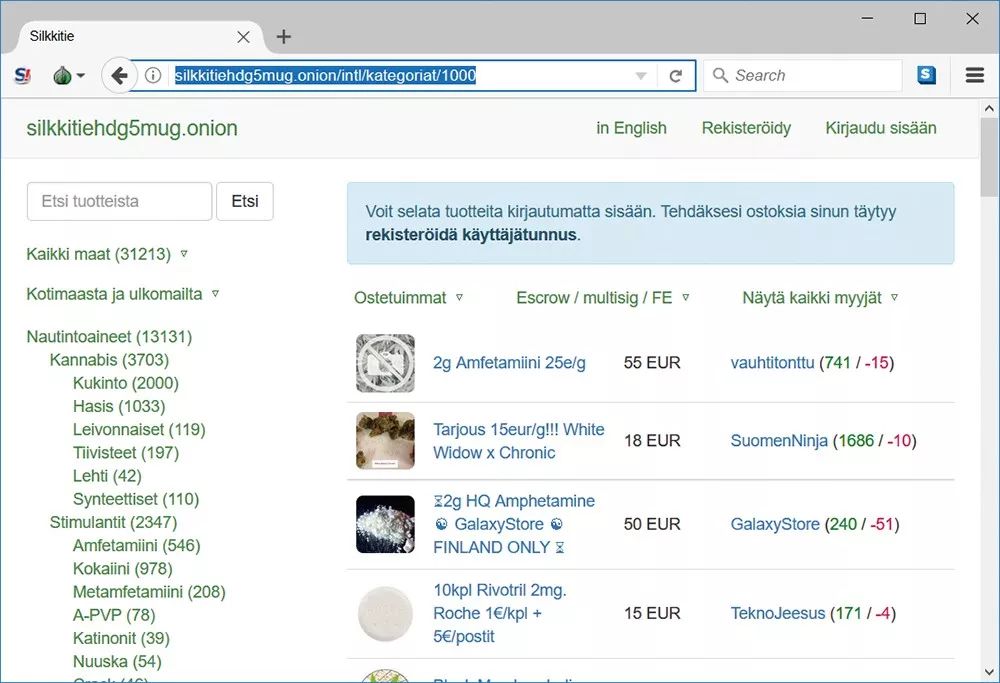 Silkkitie
silkkitiehdg5mug.onion/intl/kategoriat/1000
Search
silkkitiehdg5mug.onion
in English
Rekisteröidy
Kirjaudu sisään
Etsi tuotteista
Etsi
Kaikki maat (31213) ▿
Kotimaasta ja ulkomailta ▿
Nautintoaineet (13131)
Kannabis (3703)
Kukinto (2000)
Hasis (1033)
Leivonnaiset (119)
Tiivisteet (197)
Lehti (42)
Synteettiset (110)
Stimulantit (2347)
Amfetamiini (546)
Kokaiini (978)
Metamfetamiini (208)
A-PVP (78)
Katinonit (39)
Nuuska (54)
Voit selata tuotteita kirjautumatta sisään. Tehdäksesi ostoksia sinun täytyy
rekisteröidä käyttäjätunnus.
Ostetuimmat ▿
Escrow / multisig / FE ▿
Näytä kaikki myyjät ▿
2g Amfetamiini 25e/g
55 EUR
vauhtitonttu (741 / -15)
Tarjous 15eur/g!!! White
Widow x Chronic
18 EUR
SuomenNinja (1686 / -10)
⌛2g HQ Amphetamine
☯ GalaxyStore ☯
FINLAND ONLY ⌛
50 EUR
GalaxyStore (240 / -51)
10kpl Rivotril 2mg.
Roche 1€/kpl +
5€/postit
15 EUR
TeknoJeesus (171 / -4)